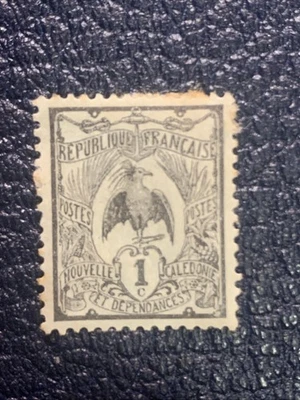 RÉPUBLIQUE FRANÇAISE
POSTES POSTES
NOUVELLE CALÉDONIE
1
C
ET DÉPENDANCES